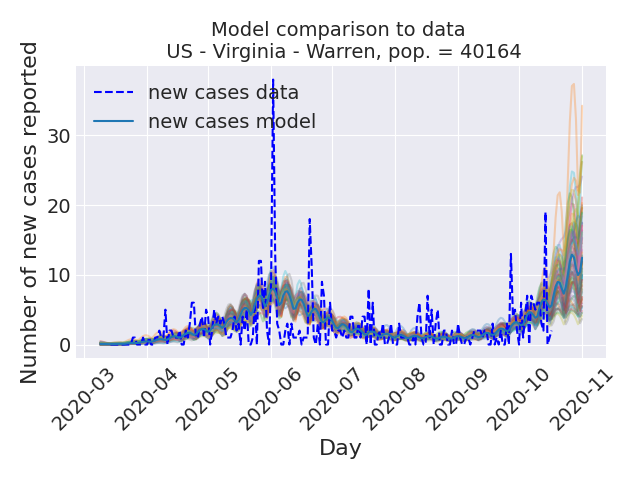 Model comparison to data
US - Virginia - Warren, pop. = 40164
Number of new cases reported
new cases data
new cases model
30
20
10
0
2020-03
2020-04
2020-05
2020-06
2020-07
2020-08
2020-09
2020-10
2020-11
Day